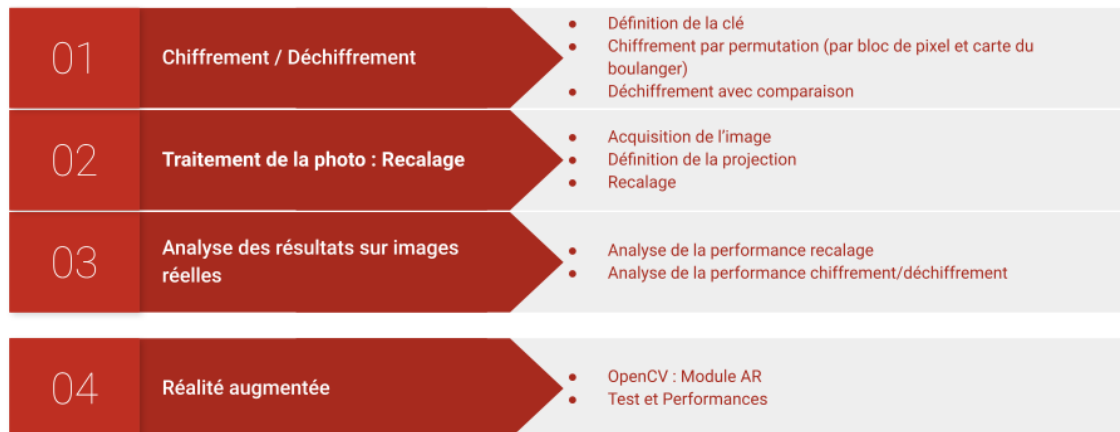 01
Chiffrement / Déchiffrement
● Définition de la clé
● Chiffrement par permutation (par bloc de pixel et carte du
boulanger)
● Déchiffrement avec comparaison
02
Traitement de la photo : Recalage
● Acquisition de l'image
● Définition de la projection
● Recalage
03
Analyse des résultats sur images
réelles
● Analyse de la performance recalage
● Analyse de la performance chiffrement/déchiffrement
04
Réalité augmentée
● OpenCV : Module AR
● Test et Performances